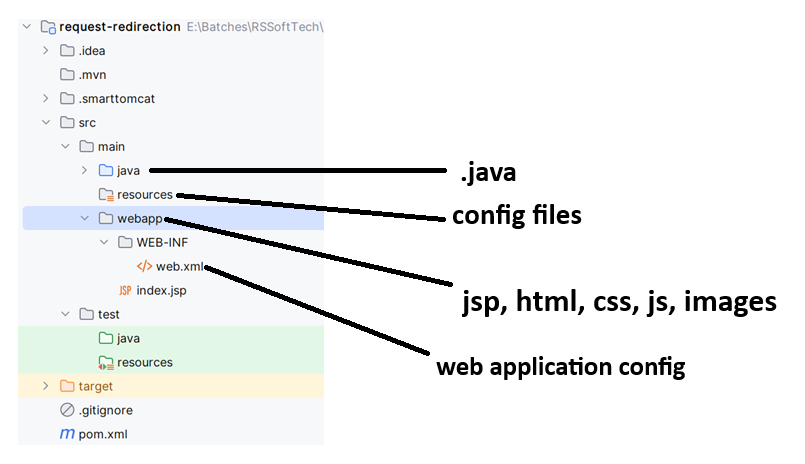 request-redirection E:\Batches\RSSoftTech\
.idea
.mvn
.smarttomcat
src
main
java
.java
resources
config files
webapp
WEB-INF
web.xml
JSP index.jsp
jsp, html, css, js, images
test
java
resources
web application config
target
.gitignore
m pom.xml